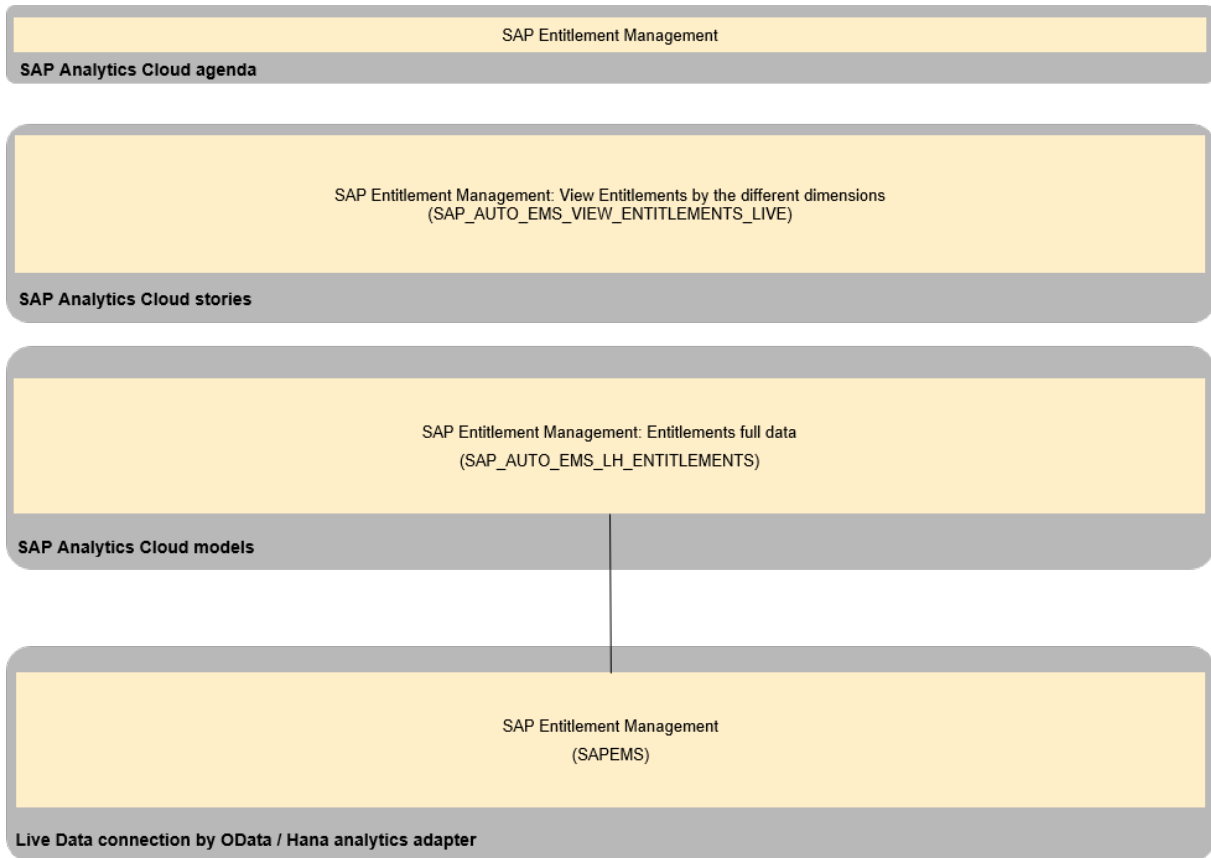 SAP Entitlement Management
SAP Analytics Cloud agenda
SAP Entitlement Management: View Entitlements by the different dimensions
(SAP_AUTO_EMS_VIEW_ENTITLEMENTS_LIVE)
SAP Analytics Cloud stories
SAP Entitlement Management: Entitlements full data
(SAP_AUTO_EMS_LH_ENTITLEMENTS)
SAP Analytics Cloud models
SAP Entitlement Management
(SAPEMS)
Live Data connection by OData / Hana analytics adapter